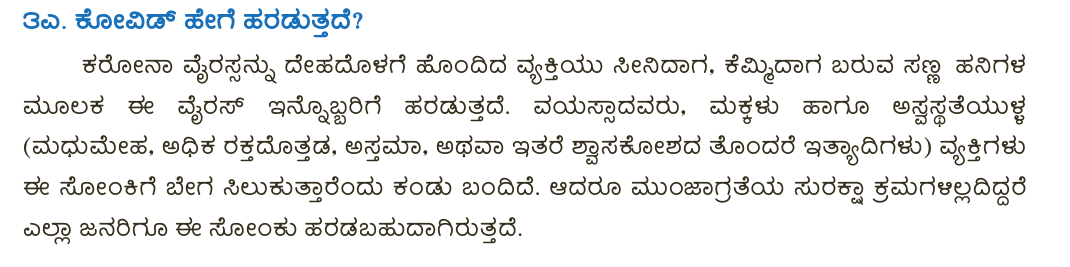 ೩ಎ. ಕೋವಿಡ್ ಹೇಗೆ ಹರಡುತ್ತದೆ?
ಕರೋನಾ ವೈರಸ್ಸನ್ನು ದೇಹದೊಳಗೆ ಹೊಂದಿದ ವ್ಯಕ್ತಿಯು ಸೀನಿದಾಗ, ಕೆಮ್ಮಿದಾಗ ಬರುವ ಸಣ್ಣ ಹನಿಗಳ
ಮೂಲಕ ಈ ವೈರಸ್ ಇನ್ನೊಬ್ಬರಿಗೆ ಹರಡುತ್ತದೆ. ವಯಸ್ಸಾದವರು, ಮಕ್ಕಳು ಹಾಗೂ ಅಸ್ವಸ್ಥತೆಯುಳ್ಳ
(ಮಧುಮೇಹ, ಅಧಿಕ ರಕ್ತದೊತ್ತಡ, ಅಸ್ತಮಾ, ಅಥವಾ ಇತರೆ ಶ್ವಾಸಕೋಶದ ತೊಂದರೆ ಇತ್ಯಾದಿಗಳು) ವ್ಯಕ್ತಿಗಳು
ಈ ಸೋಂಕಿಗೆ ಬೇಗ ಸಿಲುಕುತ್ತಾರೆಂದು ಕಂಡು ಬಂದಿದೆ. ಆದರೂ ಮುಂಜಾಗ್ರತೆಯ ಸುರಕ್ಷಾ ಕ್ರಮಗಳಿಲ್ಲದಿದ್ದರೆ
ಎಲ್ಲಾ ಜನರಿಗೂ ಈ ಸೋಂಕು ಹರಡಬಹುದಾಗಿರುತ್ತದೆ.